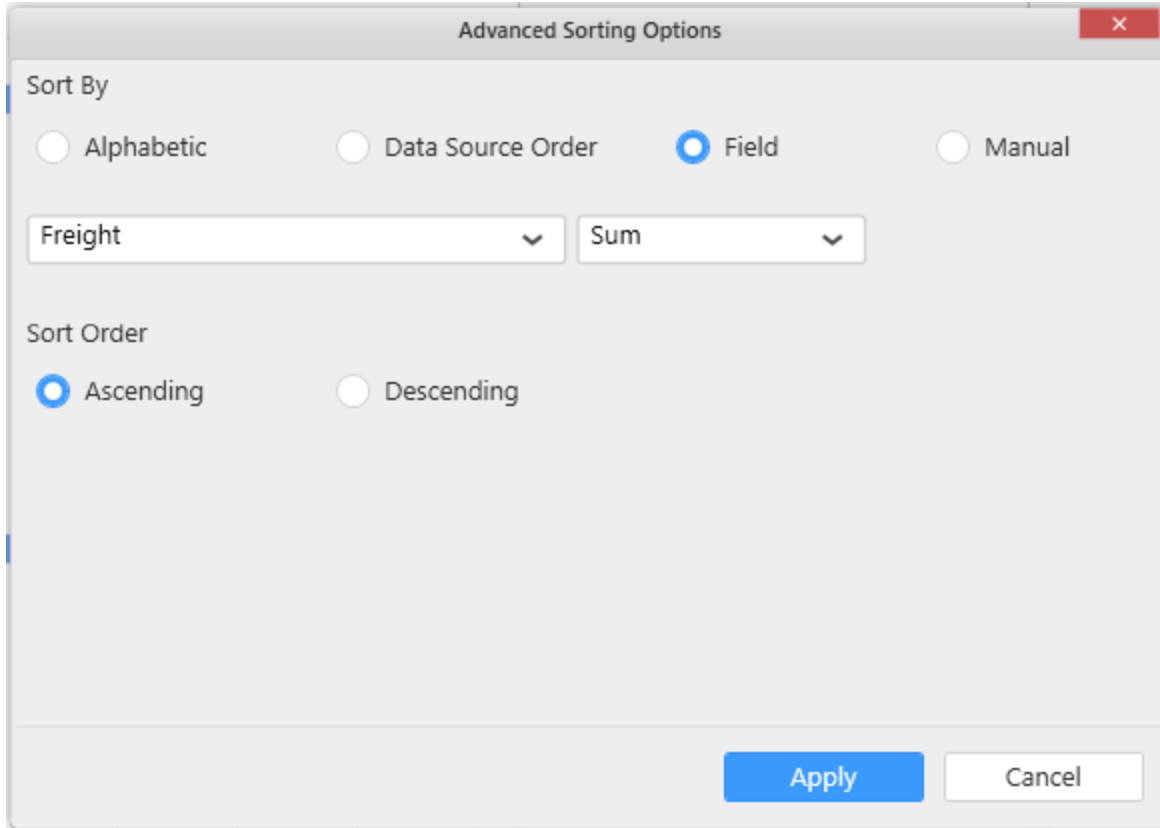 Advanced Sorting Options
Sort By
Alphabetic Data Source Order Field Manual
Freight Sum
Sort Order
Ascending Descending
Apply Cancel